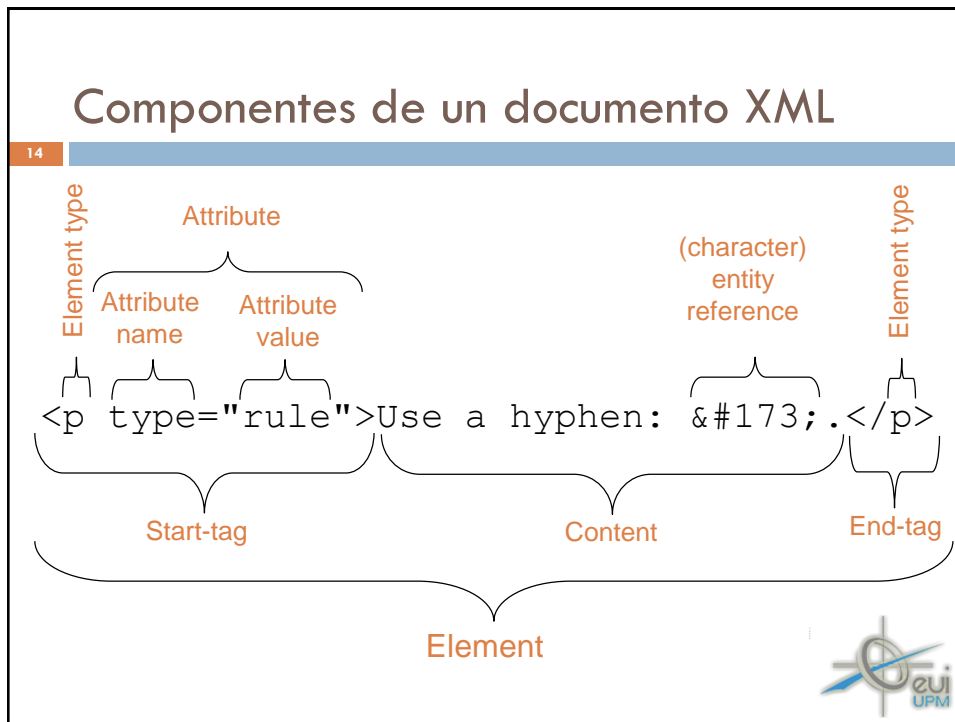 Componentes de un documento XML
14
Element type
Attribute
(character)
entity
reference
Element type
Attribute
name
Attribute
value
<p type="rule">Use a hyphen: &#173;.</p>
Start-tag
Content
End-tag
Element
eui
UPM